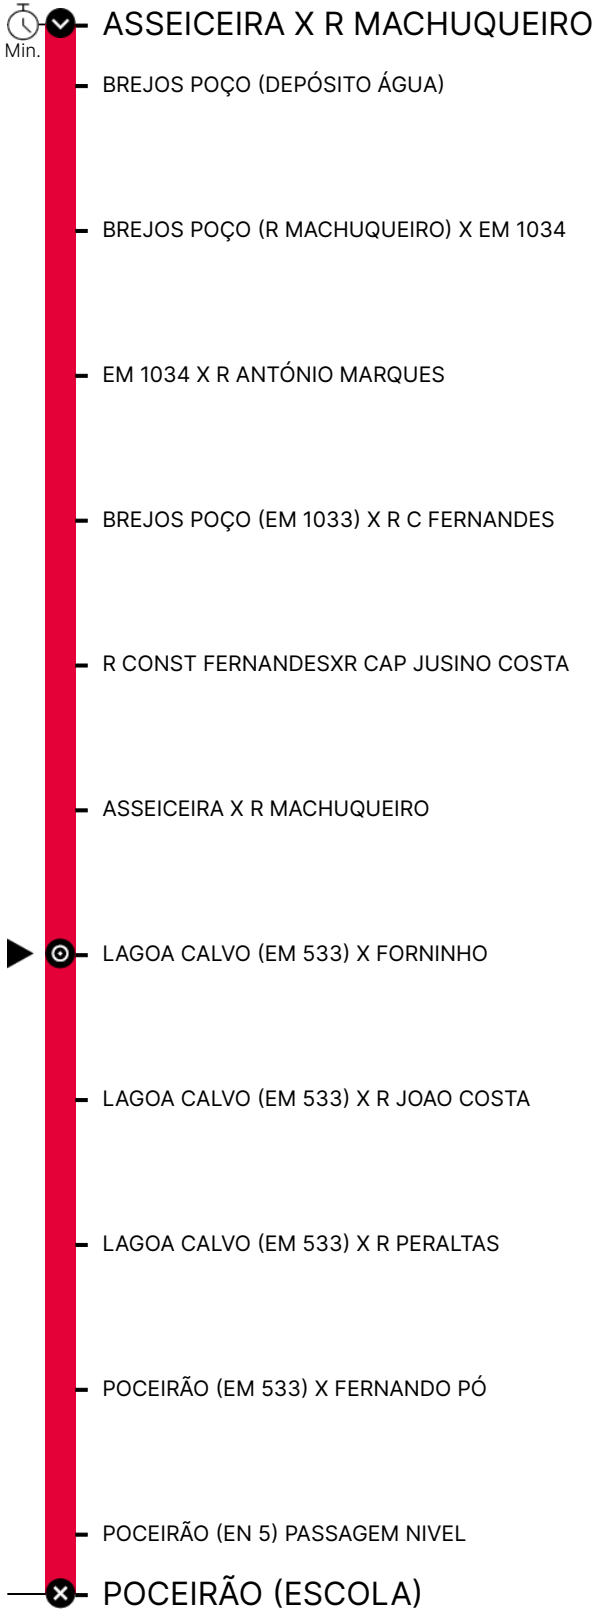 ASSEICEIRA X R MACHUQUEIRO
Min.
BREJOS POÇO (DEPÓSITO ÁGUA)
BREJOS POÇO (R MACHUQUEIRO) X EM 1034
EM 1034 X R ANTÓNIO MARQUES
BREJOS POÇO (EM 1033) X R C FERNANDES
R CONST FERNANDESXR CAP JUSINO COSTA
ASSEICEIRA X R MACHUQUEIRO
LAGOA CALVO (EM 533) X FORNINHO
LAGOA CALVO (EM 533) X R JOAO COSTA
LAGOA CALVO (EM 533) X R PERALTAS
POCEIRÃO (EM 533) X FERNANDO PÓ
POCEIRÃO (EN 5) PASSAGEM NIVEL
POCEIRÃO (ESCOLA)